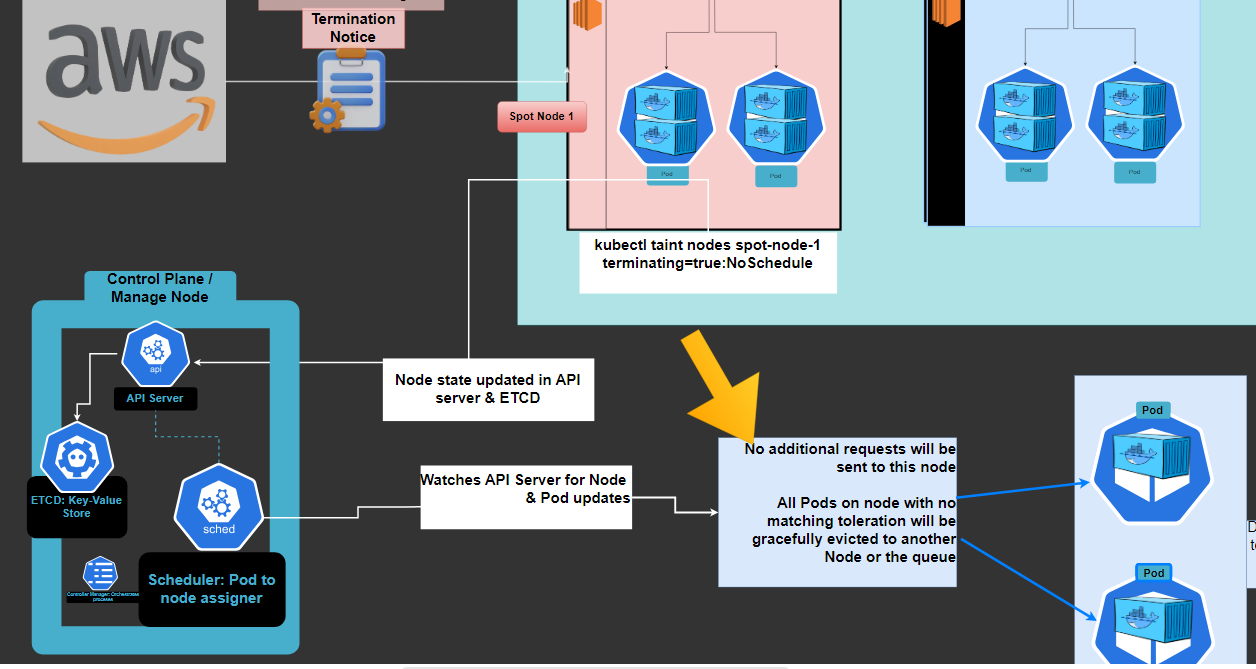 aws
Termination
Notice
Spot Node 1
Pod
Pod
Pod
Pod
kubectl taint nodes spot-node-1
terminating=true:NoSchedule
Control Plane /
Manage Node
api
API Server
Node state updated in API
server & ETCD
ETCD: Key-Value
Store
sched
Scheduler: Pod to
node assigner
Controller Manager: Orchestrates
processes
Watches API Server for Node
& Pod updates
No additional requests will be
sent to this node
All Pods on node with no
matching toleration will be
gracefully evicted to another
Node or the queue
Pod
Pod